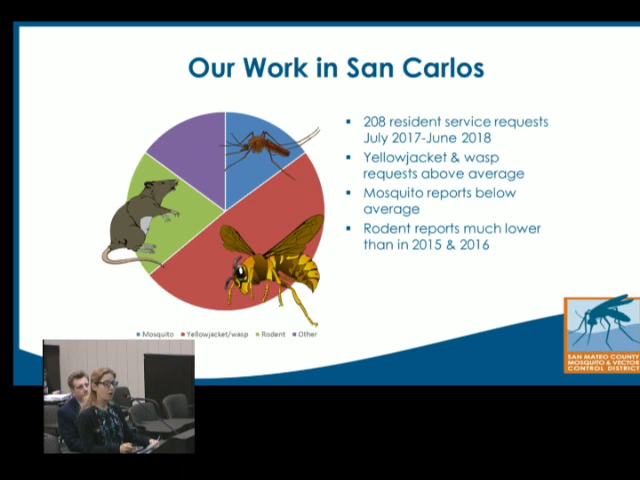 Our Work in San Carlos
▪ 208 resident service requests
July 2017-June 2018
▪ Yellowjacket & wasp
requests above average
▪ Mosquito reports below
average
▪ Rodent reports much lower
than in 2015 & 2016
Mosquito Yellowjacket/wasp Rodent Other
SAN MATEO COUNTY
MOSQUITO & VECTOR
CONTROL DISTRICT